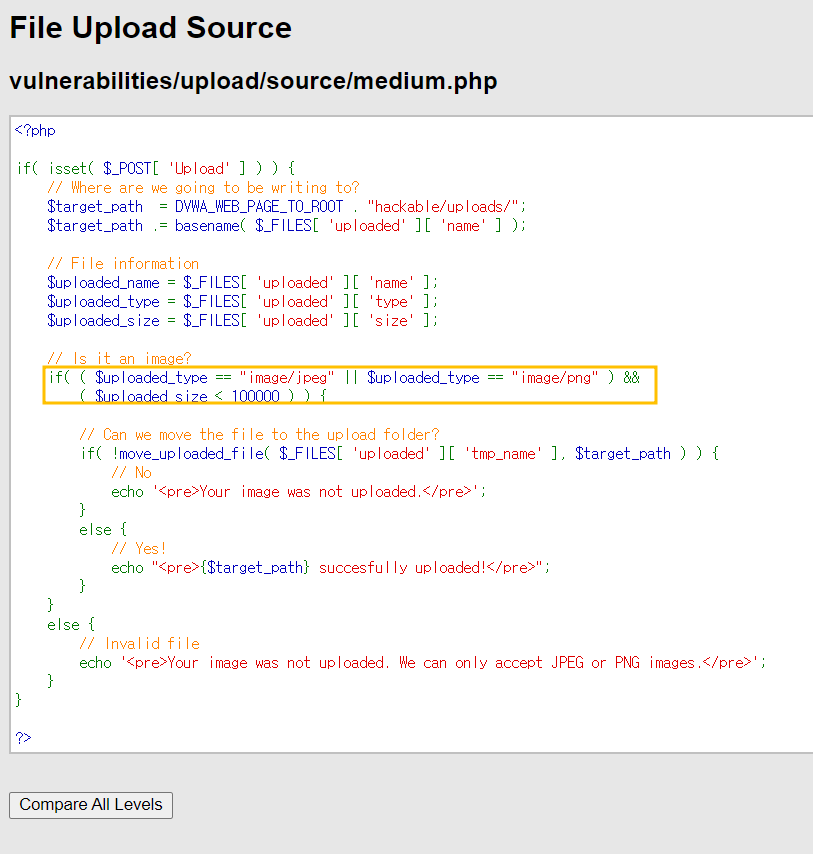 File Upload Source
vulnerabilities/upload/source/medium.php
<?php
if( isset( $_POST[ 'Upload' ] ) ) {
// Where are we going to be writing to?
$target_path  = DVWA_WEB_PAGE_TO_ROOT . "hackable/uploads/";
$target_path .= basename( $_FILES[ 'uploaded' ][ 'name' ] );
// File information
$uploaded_name = $_FILES[ 'uploaded' ][ 'name' ];
$uploaded_type = $_FILES[ 'uploaded' ][ 'type' ];
$uploaded_size = $_FILES[ 'uploaded' ][ 'size' ];
// Is it an image?
if( ( $uploaded_type == "image/jpeg" || $uploaded_type == "image/png" ) &&
( $uploaded_size < 100000 ) ) {
// Can we move the file to the upload folder?
if( !move_uploaded_file( $_FILES[ 'uploaded' ][ 'tmp_name' ], $target_path ) ) {
// No
echo '<pre>Your image was not uploaded.</pre>';
}
else {
// Yes!
echo "<pre>{$target_path} succesfully uploaded!</pre>";
}
}
else {
// Invalid file
echo '<pre>Your image was not uploaded. We can only accept JPEG or PNG images.</pre>';
}
}
?>
Compare All Levels